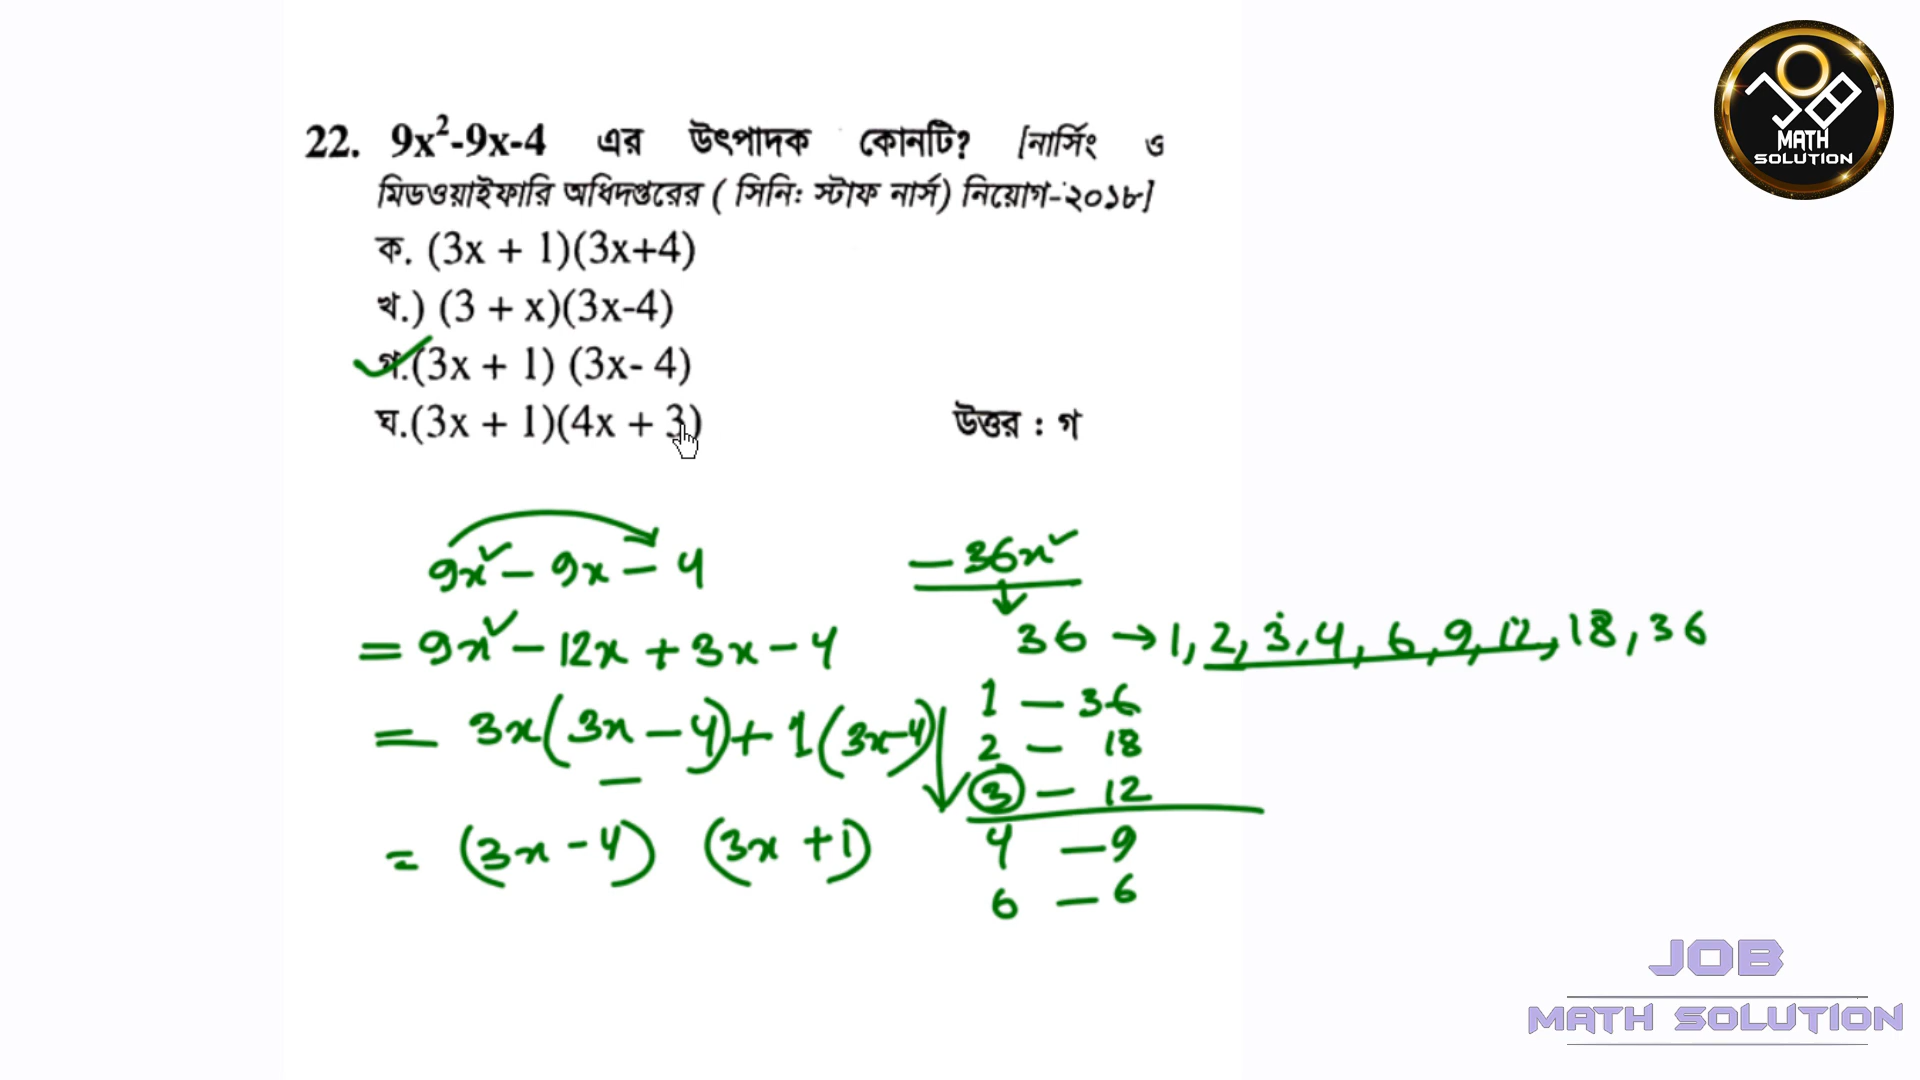 JOB
MATH
SOLUTION
22. 9x²-9x-4 এর উৎপাদক কোনটি? [নার্সিং ও
মিডওয়াইফারি অধিদপ্তরের ( সিনিঃ স্টাফ নার্স) নিয়োগ-২০১৮]
ক. (3x + 1)(3x+4)
খ.) (3 + x)(3x-4)
গ.(3x + 1) (3x- 4)
ঘ.(3x + 1)(4x + 3)
উত্তর : গ
9x² - 9x - 4
= 9x² - 12x + 3x - 4
= 3x(3x - 4) + 1(3x-4)
= (3x - 4) (3x + 1)
- 36x²
36 → 1, 2, 3, 4, 6, 9, 12, 18, 36
1 - 36
2 - 18
3 - 12
4 - 9
6 - 6
JOB
MATH SOLUTION